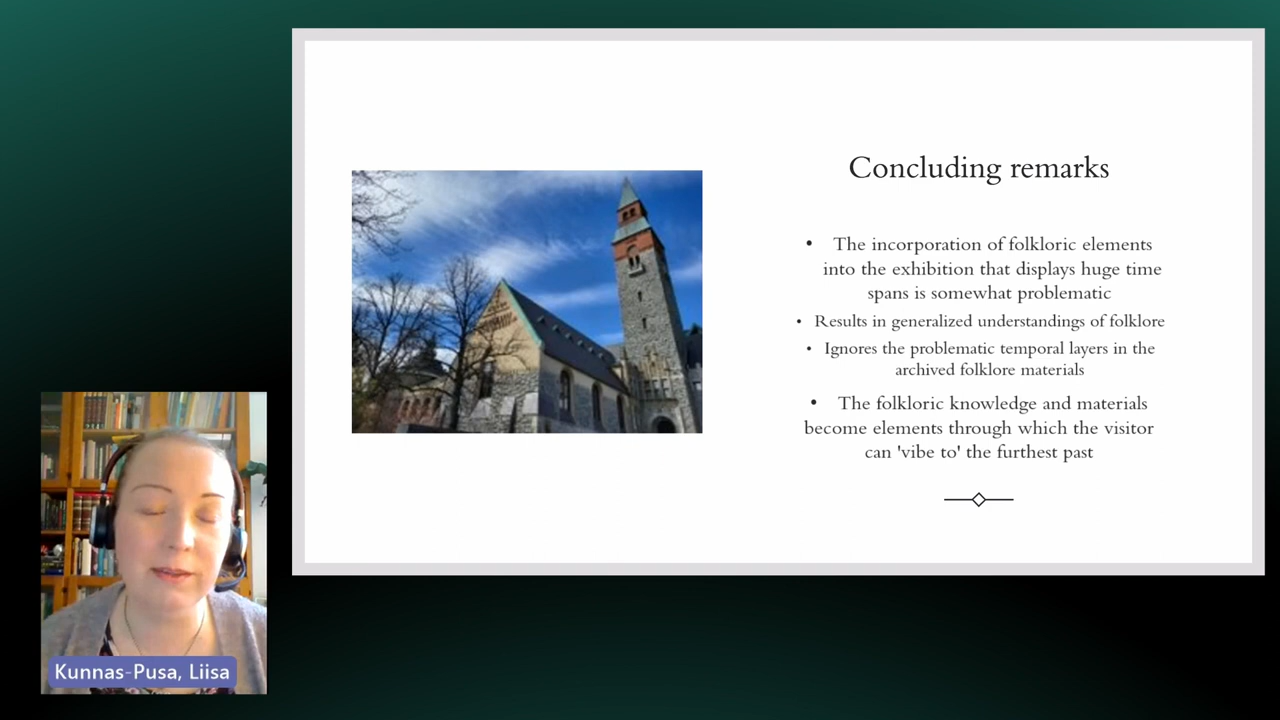 Concluding remarks
• The incorporation of folkloric elements
into the exhibition that displays huge time
spans is somewhat problematic
• Results in generalized understandings of folklore
• Ignores the problematic temporal layers in the
archived folklore materials
• The folkloric knowledge and materials
become elements through which the visitor
can 'vibe to' the furthest past
Kunnas-Pusa, Liisa